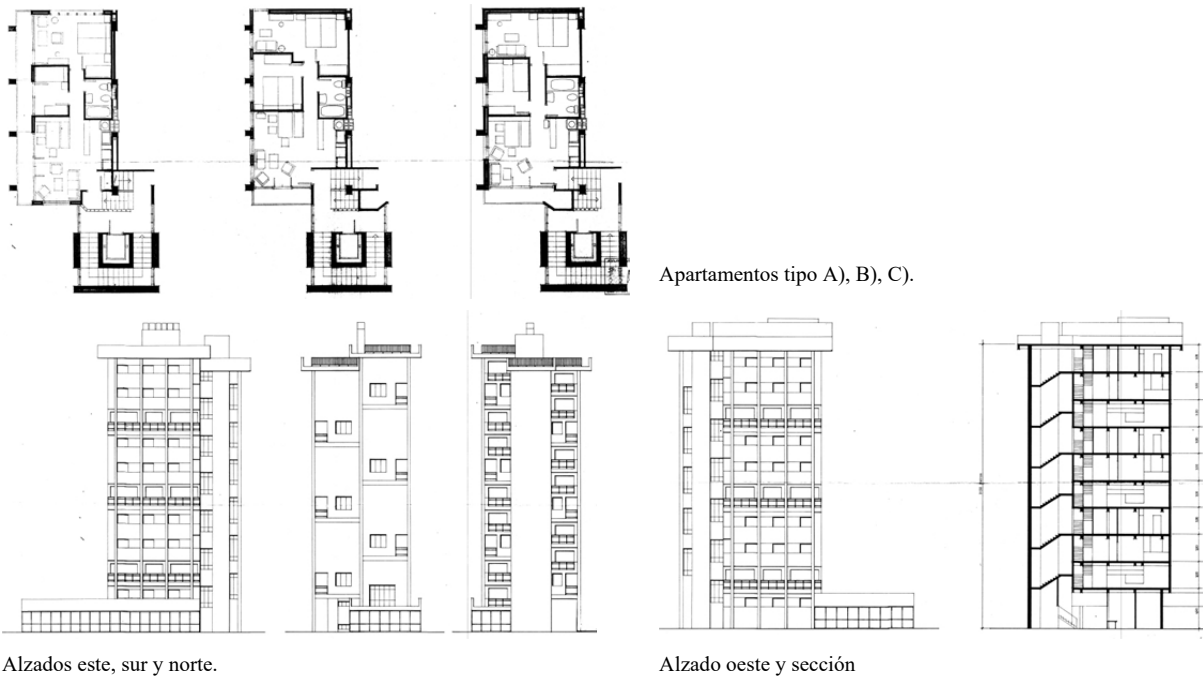 Apartamentos tipo A), B), C).
Alzados este, sur y norte.
Alzado oeste y sección